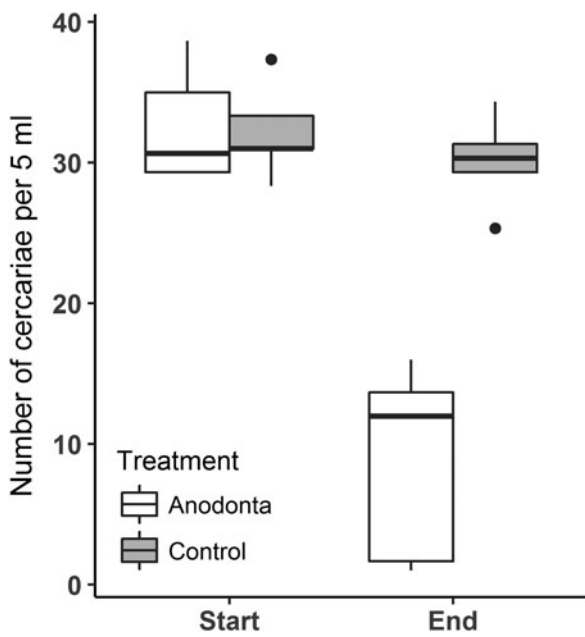 Number of cercariae per 5 ml
40
30
20
10
0
Treatment
Anodonta
Control
Start End